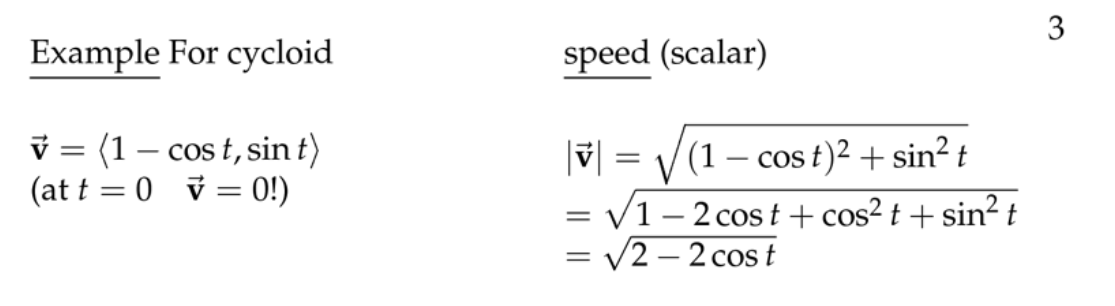 3
Example For cycloid
v⃗ = ⟨1 − cos t, sin t⟩
(at t = 0 v⃗ = 0!)
speed (scalar)
|v⃗| = √((1 − cos t)² + sin² t)
= √(1 − 2 cos t + cos² t + sin² t)
= √(2 − 2 cos t)